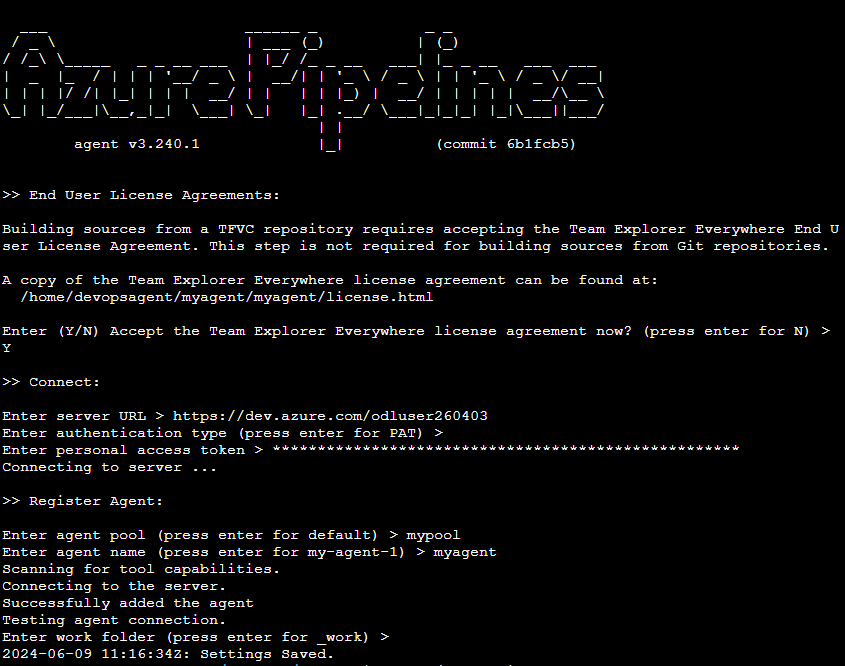 Azure Pipelines
agent v3.240.1 (commit 6b1fcb5)
>> End User License Agreements:
Building sources from a TFVC repository requires accepting the Team Explorer Everywhere End U
ser License Agreement. This step is not required for building sources from Git repositories.
A copy of the Team Explorer Everywhere license agreement can be found at:
/home/devopsagent/myagent/myagent/license.html
Enter (Y/N) Accept the Team Explorer Everywhere license agreement now? (press enter for N) >
Y
>> Connect:
Enter server URL > https://dev.azure.com/odluser260403
Enter authentication type (press enter for PAT) >
Enter personal access token > ****************************************************
Connecting to server ...
>> Register Agent:
Enter agent pool (press enter for default) > mypool
Enter agent name (press enter for my-agent-1) > myagent
Scanning for tool capabilities.
Connecting to the server.
Successfully added the agent
Testing agent connection.
Enter work folder (press enter for _work) >
2024-06-09 11:16:34Z: Settings Saved.